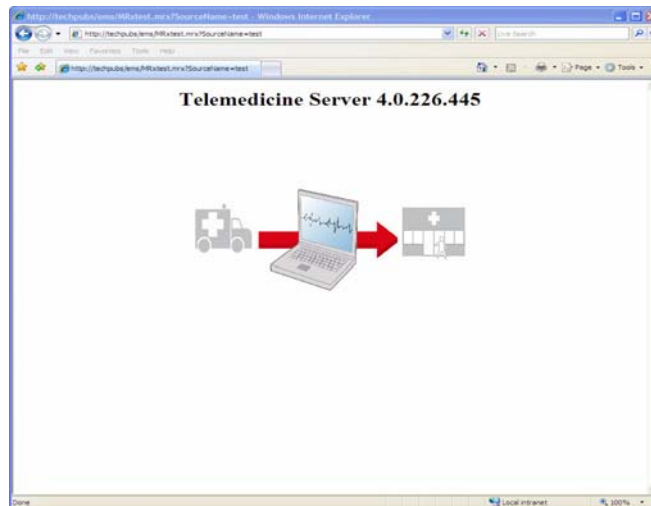 http://techpubs/ems/MRxtest.mrx?SourceName=test - Windows Internet Explorer
http://techpubs/ems/MRxtest.mrx?SourceName=test
Live Search
File Edit View Favorites Tools Help
http://techpubs/ems/MRxtest.mrx?SourceName=test
Page Tools
Telemedicine Server 4.0.226.445
Done
Local intranet
100%